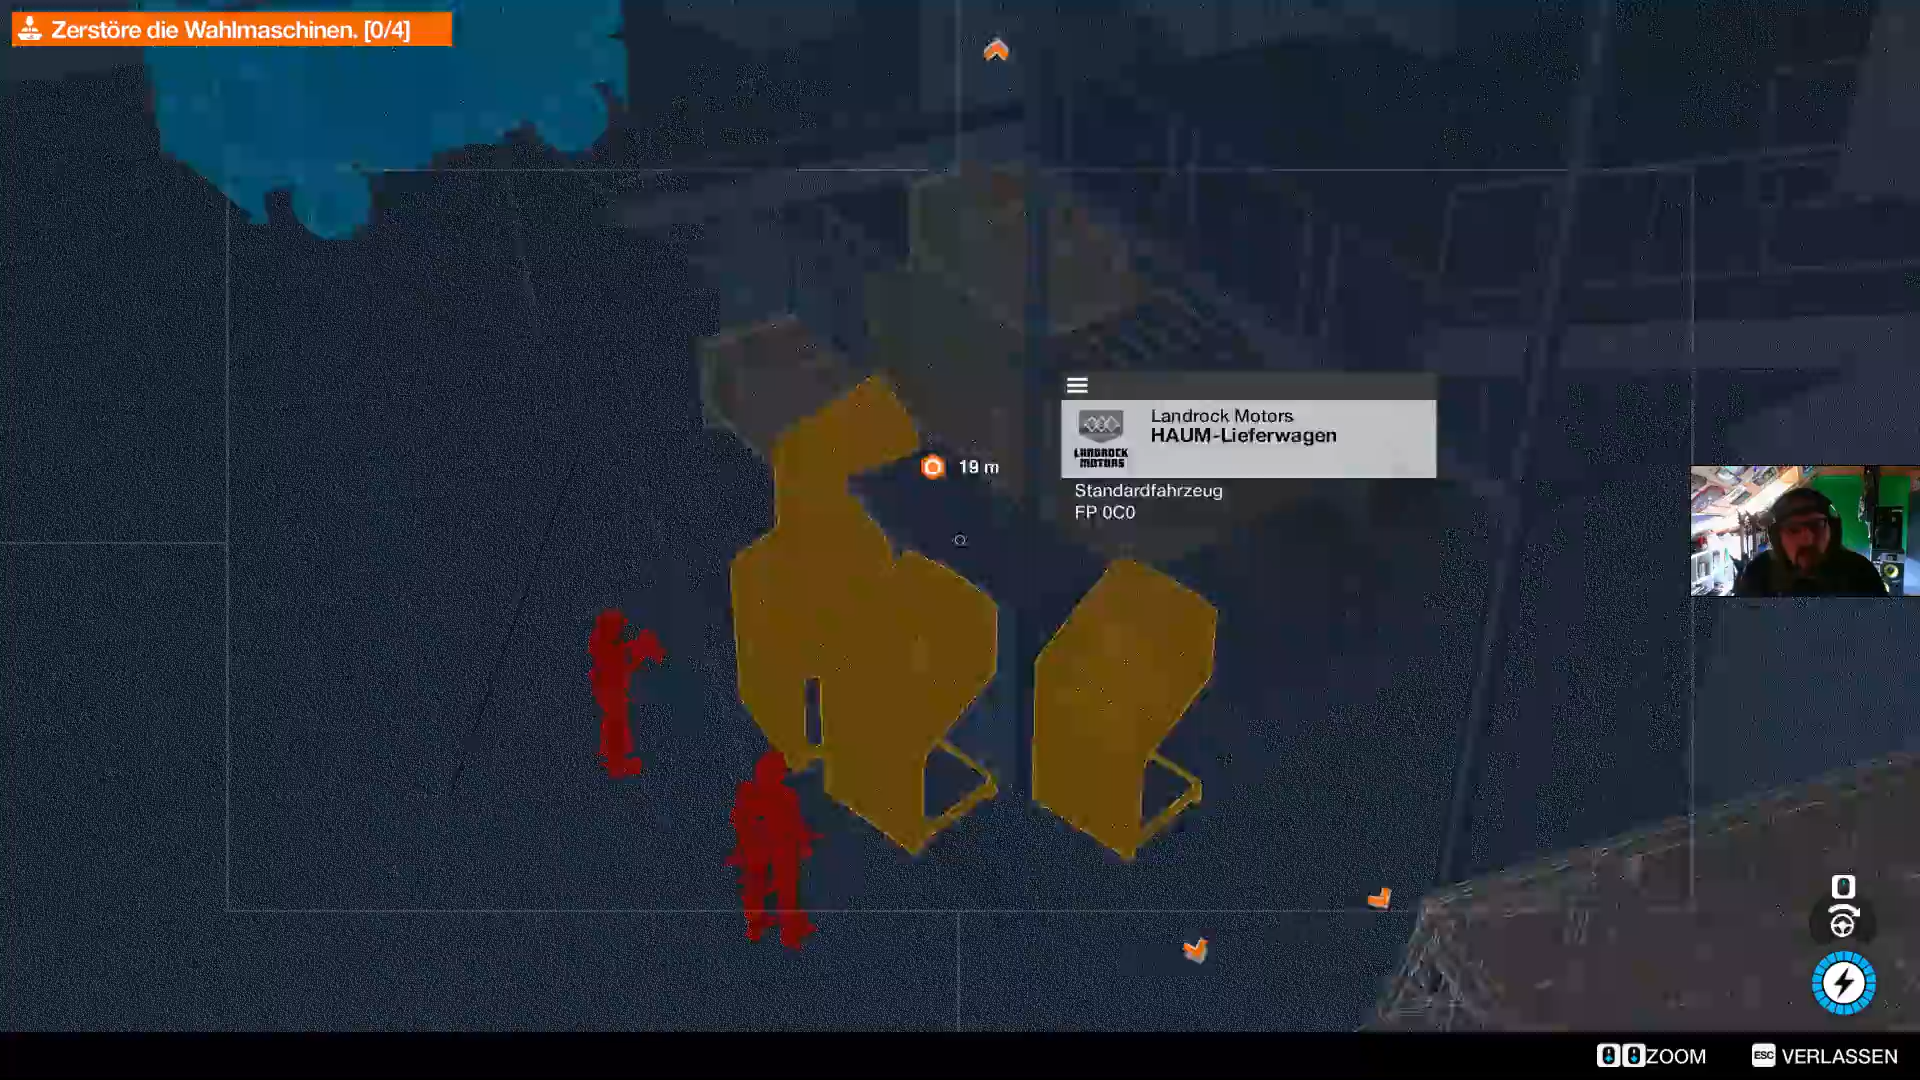 Zerstöre die Wahlmaschinen. [0/4]
Landrock Motors
HAUM-Lieferwagen
LANDROCK
MOTORS
19 m
Standardfahrzeug
FP 0C0
ZOOM
ESC VERLASSEN